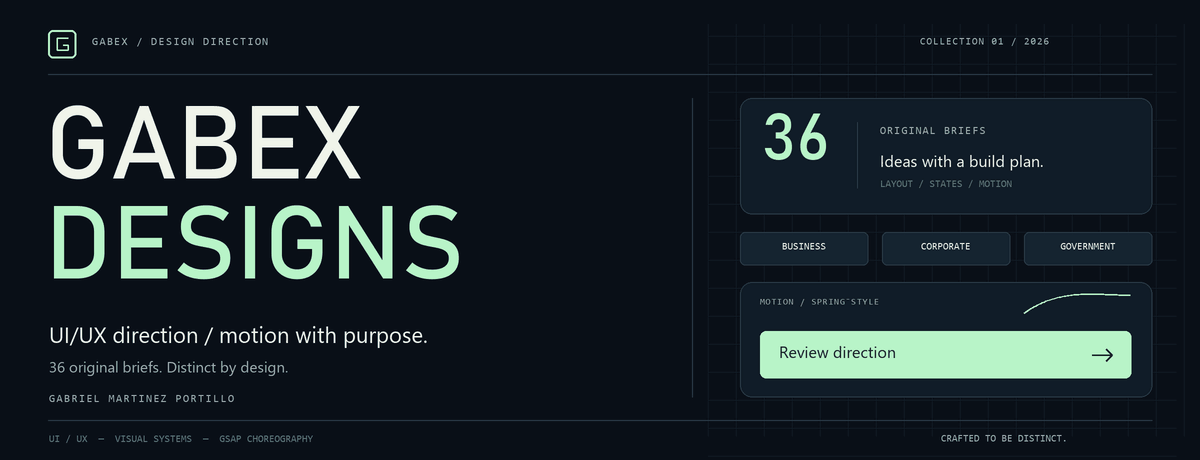 G GABEX / DESIGN DIRECTION
COLLECTION 01 / 2026
GABEX
DESIGNS
UI/UX direction / motion with purpose.
36 original briefs. Distinct by design.
GABRIEL MARTINEZ PORTILLO
36
ORIGINAL BRIEFS
Ideas with a build plan.
LAYOUT / STATES / MOTION
BUSINESS
CORPORATE
GOVERNMENT
MOTION / SPRING`STYLE
Review direction →
UI / UX — VISUAL SYSTEMS — GSAP CHOREOGRAPHY
CRAFTED TO BE DISTINCT.